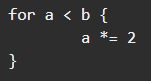 for a < b {
        a *= 2
}